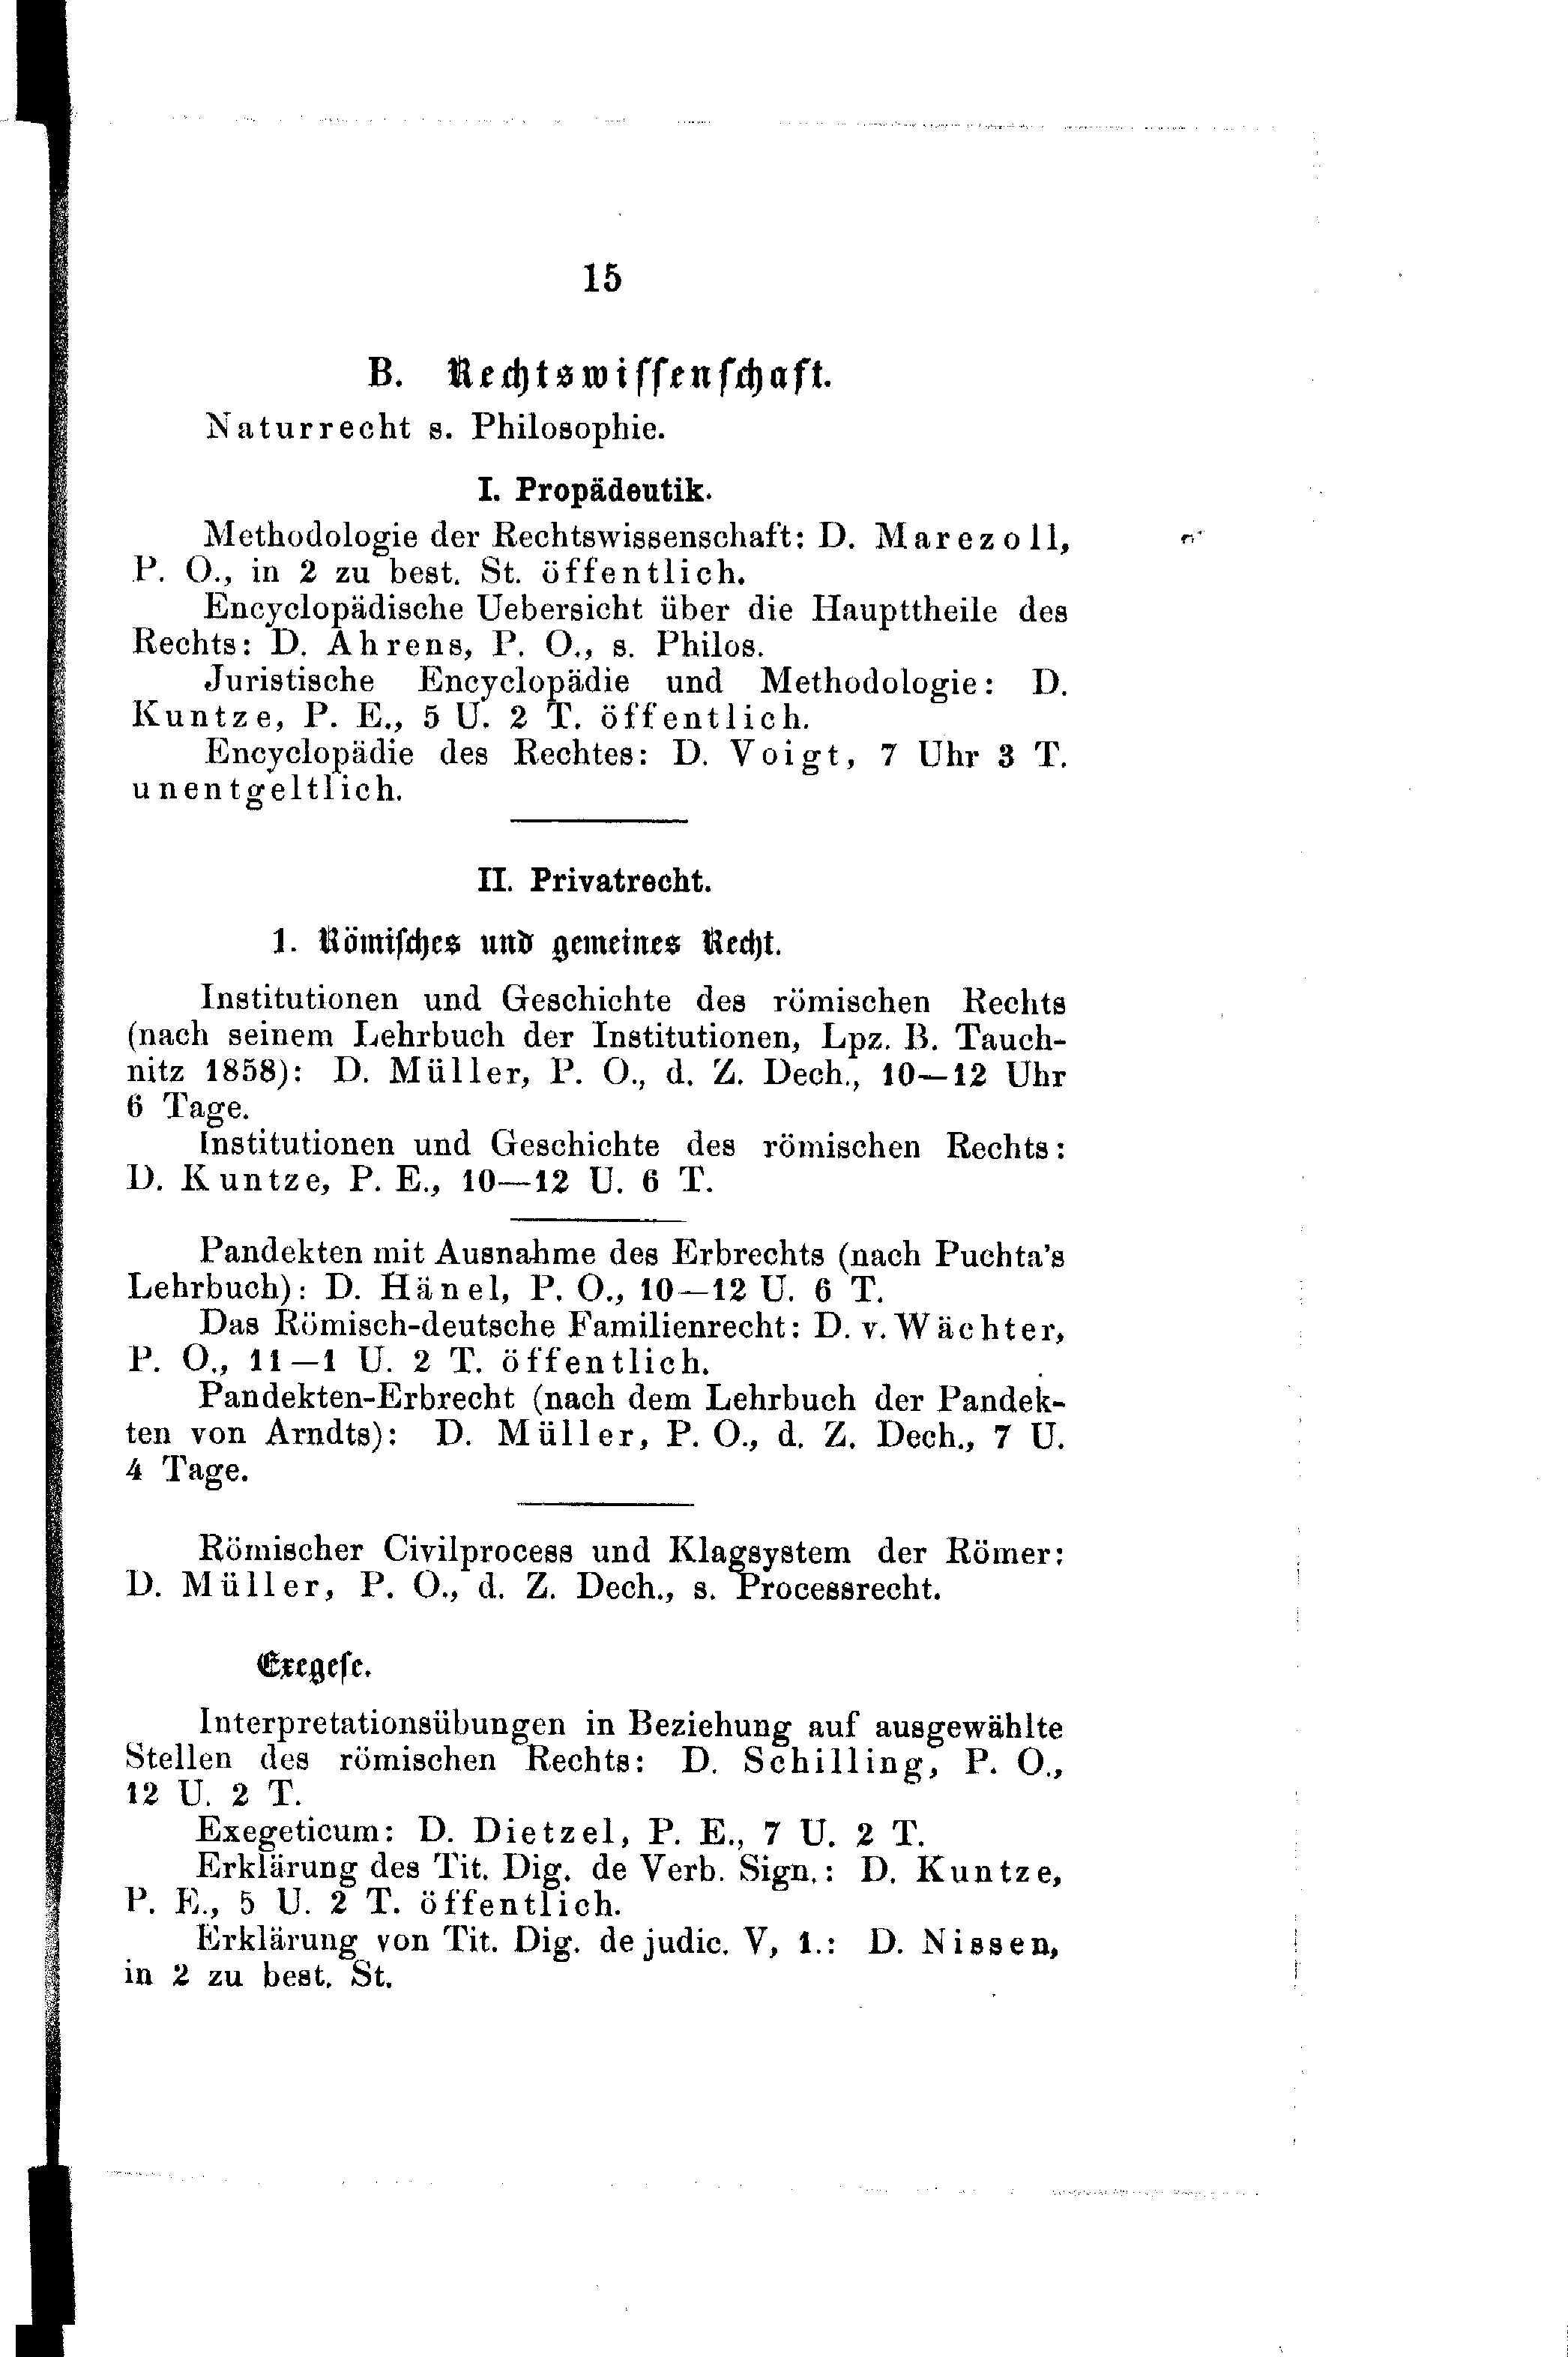 15
B. Rechtswissenschaft.
Naturrecht s. Philosophie.
I. Propädeutik.
Methodologie der Rechtswissenschaft: D. Marezoll,
P. O., in 2 zu best. St. öffentlich.
Encyclopädische Uebersicht über die Haupttheile des
Rechts: D. Ahrens, P. O., s. Philos.
Juristische Encyclopädie und Methodologie: D.
Kuntze, P. E., 5 U. 2 T. öffentlich.
Encyclopädie des Rechtes: D. Voigt, 7 Uhr 3 T.
unentgeltlich.
II. Privatrecht.
1. Römisches und gemeines Recht.
Institutionen und Geschichte des römischen Rechts
(nach seinem Lehrbuch der Institutionen, Lpz. B. Tauch-
nitz 1858): D. Müller, P. O., d. Z. Dech., 10—12 Uhr
6 Tage.
Institutionen und Geschichte des römischen Rechts:
D. Kuntze, P. E., 10—12 U. 6 T.
Pandekten mit Ausnahme des Erbrechts (nach Puchta's
Lehrbuch): D. Hänel, P. O., 10—12 U. 6 T.
Das Römisch-deutsche Familienrecht: D. v. Wächter,
P. O., 11—1 U. 2 T. öffentlich.
Pandekten-Erbrecht (nach dem Lehrbuch der Pandek-
ten von Arndts): D. Müller, P. O., d. Z. Dech., 7 U.
4 Tage.
Römischer Civilprocess und Klagsystem der Römer:
D. Müller, P. O., d. Z. Dech., s. Processrecht.
Exegese.
Interpretationsübungen in Beziehung auf ausgewählte
Stellen des römischen Rechts: D. Schilling, P. O.,
12 U. 2 T.
Exegeticum: D. Dietzel, P. E., 7 U. 2 T.
Erklärung des Tit. Dig. de Verb. Sign.: D. Kuntze,
P. E., 5 U. 2 T. öffentlich.
Erklärung von Tit. Dig. de judic. V, 1.: D. Nissen,
in 2 zu best. St.